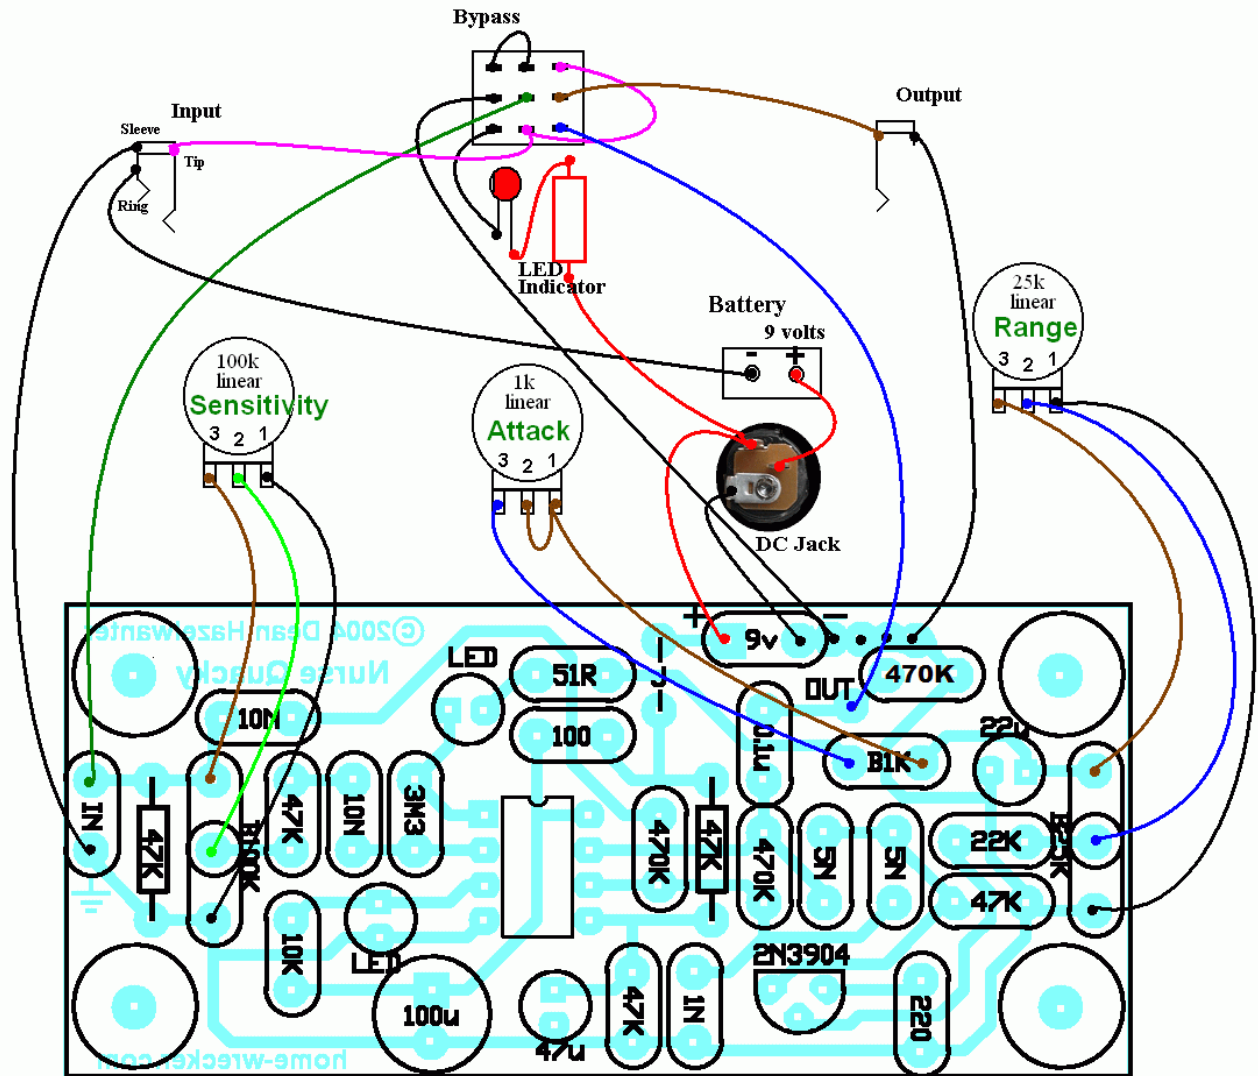 Bypass
Input
Sleeve
Tip
Ring
Output
LED
Indicator
Battery
9 volts
-
+
25k
linear
Range
3 2 1
100k
linear
Sensitivity
3 2 1
1k
linear
Attack
3 2 1
DC Jack
©2004 Dean Hazelwanter
Nurse Quacky
LED
51R
+
9v
-
470K
-J-
OUT
10N
100
0.1u
B1K
22u
IN
47K
B100K
47K
10N
3M3
470K
47K
470K
5N
5N
22K
B25K
47K
10K
LED
2N3904
100u
47u
47K
1N
220
home-wrecker.com